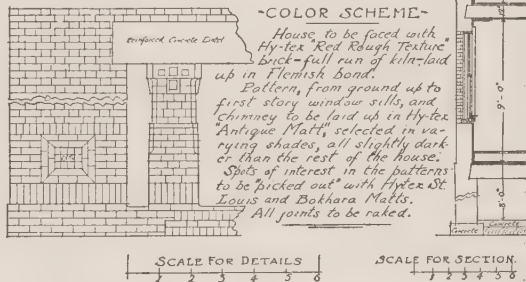 -COLOR SCHEME-
House to be faced with
Hy-tex "Red Rough Texture"
brick-full run of kiln-laid
up in Flemish bond.
Pattern, from ground up to
first story window sills, and
chimney to be laid up in Hy-tex
"Antique Matt", selected in va-
rying shades, all slightly dark-
er than the rest of the house.
Spots of interest in the patterns
to be "picked out" with Hytex St.
Louis and Bokhara Matts.
All joints to be raked.
Reinforced Concrete Lintel
9'-0"
Concrete
Concrete
SCALE FOR DETAILS
1 2 3 4 5 6
SCALE FOR SECTION.
1 2 3 4 5 6